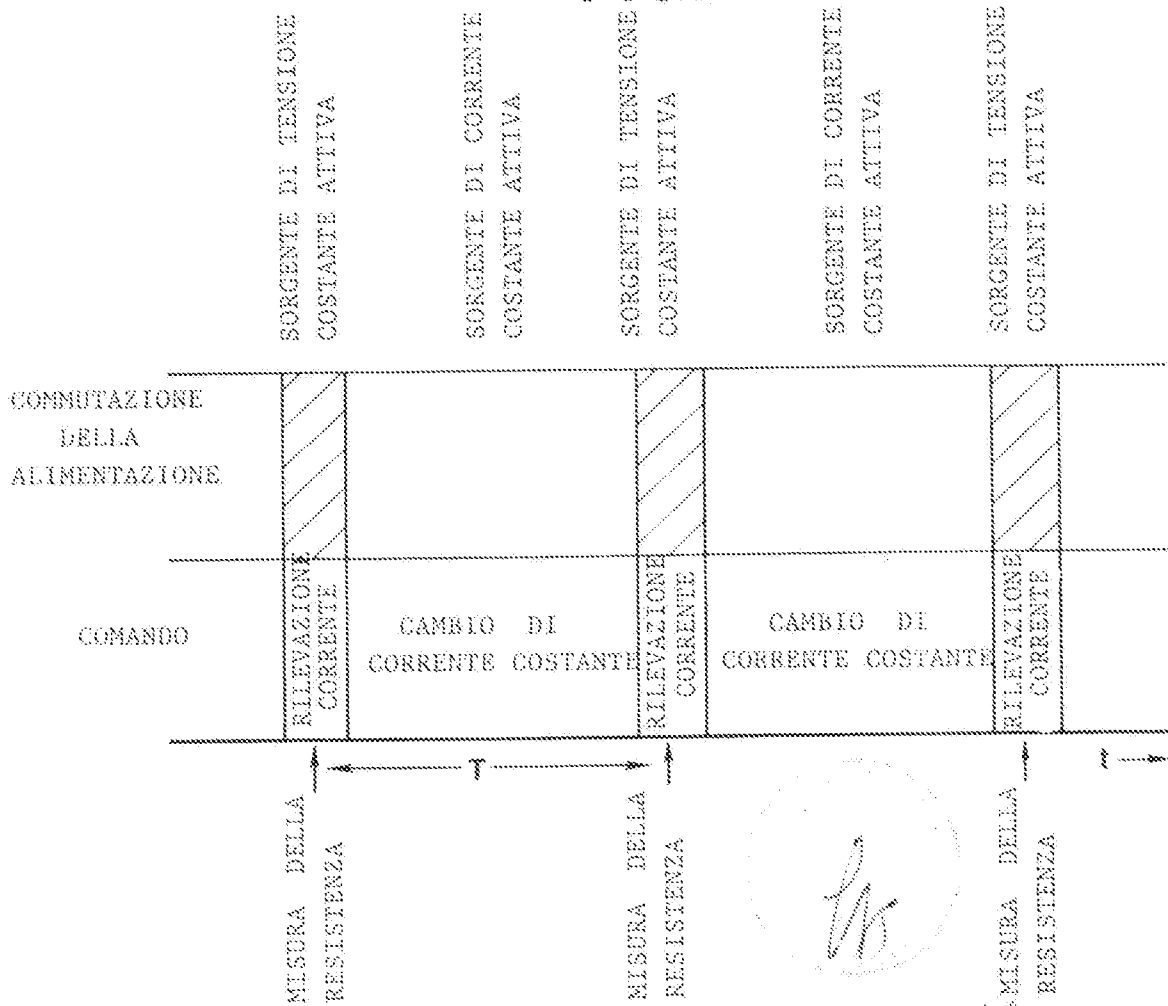 SORGENTE DI TENSIONE
COSTANTE ATTIVA
SORGENTE DI CORRENTE
COSTANTE ATTIVA
SORGENTE DI TENSIONE
COSTANTE ATTIVA
SORGENTE DI CORRENTE
COSTANTE ATTIVA
SORGENTE DI TENSIONE
COSTANTE ATTIVA
COMMUTAZIONE
DELLA
ALIMENTAZIONE
COMANDO
RILEVAZIONE
CORRENTE
CAMBIO DI
CORRENTE COSTANTE
RILEVAZIONE
CORRENTE
CAMBIO DI
CORRENTE COSTANTE
RILEVAZIONE
CORRENTE
T
t
MISURA DELLA
RESISTENZA
MISURA DELLA
RESISTENZA
MISURA DELLA
RESISTENZA